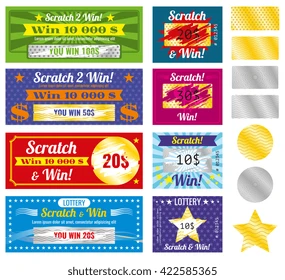 Scratch 2 Win!
Win 10 000 $
YOU WIN 100$
Scratch
20$
& Win!
Scratch 2 Win!
Win 10 000 $
$
$
YOU WIN 50$
Scratch!
30$
& Win!
Scratch
Win 10 000 $
& Win!
20$
Scratch
10$
& Win!
LOTTERY
Scratch & Win
YOU WIN 20$
LOTTERY
10$
Scratch & Win!
shutterstock.com · 422585365